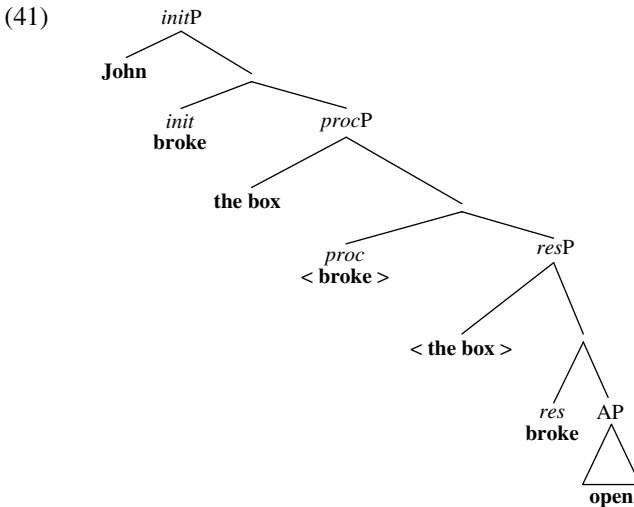 (41)
initP
John
init
broke
procP
the box
proc
< broke >
resP
< the box >
res
broke
AP
open